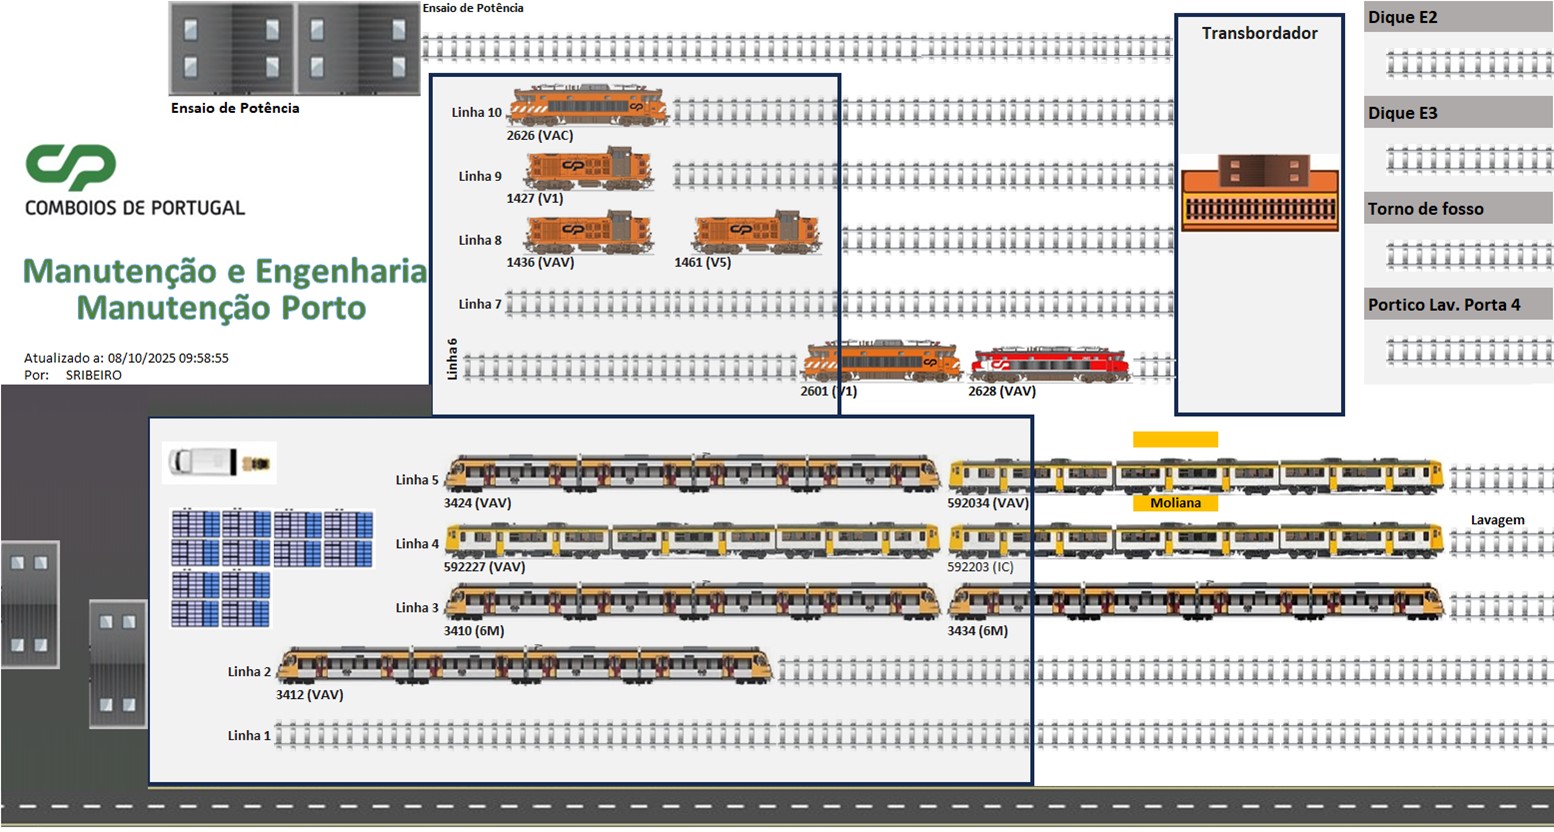 Ensaio de Potência
Ensaio de Potência
Transbordador
Dique E2
Dique E3
Torno de fosso
Portico Lav. Porta 4
CP
COMBOIOS DE PORTUGAL
Manutenção e Engenharia
Manutenção Porto
Atualizado a: 08/10/2025 09:58:55
Por: SRIBEIRO
Linha 10
2626 (VAC)
Linha 9
1427 (V1)
Linha 8
1436 (VAV) 1461 (V5)
Linha 7
Linha 6
2601 (V1) 2628 (VAV)
Linha 5
3424 (VAV) 592034 (VAV) Moliana
Lavagem
Linha 4
592227 (VAV) 592203 (IC)
Linha 3
3410 (6M) 3434 (6M)
Linha 2
3412 (VAV)
Linha 1